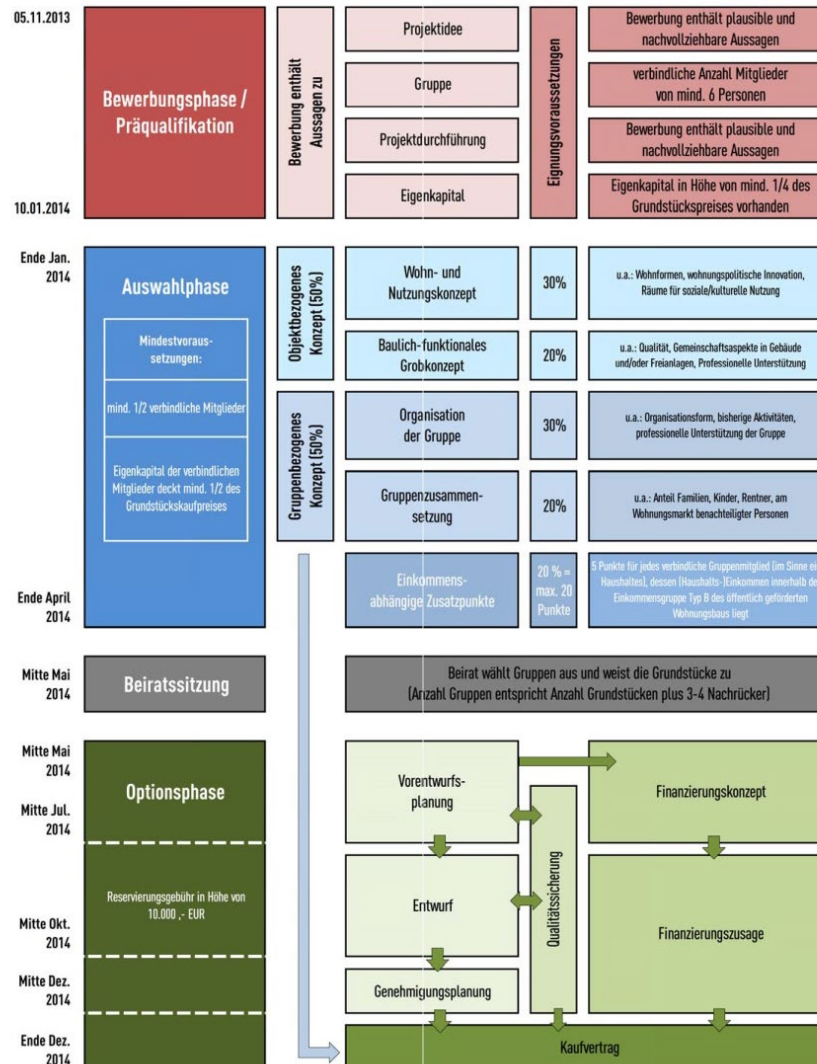 05.11.2013
10.01.2014
Bewerbungsphase /
Präqualifikation
Bewerbung enthält
Aussagen zu
Projektidee
Gruppe
Projektdurchführung
Eigenkapital
Eignungsvoraussetzungen
Bewerbung enthält plausible und
nachvollziehbare Aussagen
verbindliche Anzahl Mitglieder
von mind. 6 Personen
Bewerbung enthält plausible und
nachvollziehbare Aussagen
Eigenkapital in Höhe von mind. 1/4 des
Grundstückspreises vorhanden
Ende Jan.
2014
Ende April
2014
Auswahlphase
Mindestvoraus-
setzungen:
mind. 1/2 verbindliche Mitglieder
Eigenkapital der verbindlichen
Mitglieder deckt mind. 1/2 des
Grundstückskaufpreises
Objektbezogenes
Konzept (50%)
Wohn- und
Nutzungskonzept
30%
u.a.: Wohnformen, wohnungspolitische Innovation,
Räume für soziale/kulturelle Nutzung
Baulich-funktionales
Grobkonzept
20%
u.a.: Qualität, Gemeinschaftsaspekte in Gebäude
und/oder Freianlagen, Professionelle Unterstützung
Gruppenbezogenes
Konzept (50%)
Organisation
der Gruppe
30%
u.a.: Organisationsform, bisherige Aktivitäten,
professionelle Unterstützung der Gruppe
Gruppenzusammen-
setzung
20%
u.a.: Anteil Familien, Kinder, Rentner, am
Wohnungsmarkt benachteiligter Personen
Einkommens-
abhängige Zusatzpunkte
20 % =
max. 20
Punkte
5 Punkte für jedes verbindliche Gruppenmitglied (im Sinne
Haushaltes), dessen (Haushalts-)Einkommen innerhalb
Einkommensgruppe Typ B des öffentlich geförderten
Wohnungsbaus liegt
Mitte Mai
2014
Beiratssitzung
Beirat wählt Gruppen aus und weist die Grundstücke zu
(Anzahl Gruppen entspricht Anzahl Grundstücken plus 3-4 Nachrücker)
Mitte Mai
2014
Mitte Jul.
2014
Mitte Okt.
2014
Mitte Dez.
2014
Ende Dez.
2014
Optionsphase
Reservierungsgebühr in Höhe von
10.000 ,- EUR
Vorentwurfs-
planung
Entwurf
Genehmigungsplanung
Qualitätssicherung
Finanzierungskonzept
Finanzierungszusage
Kaufvertrag